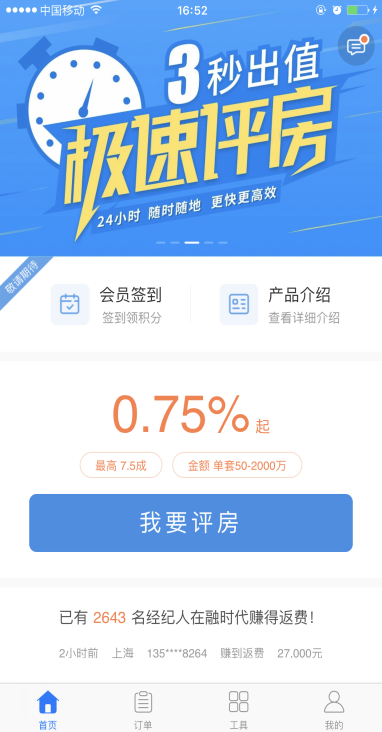 中国移动
16:52
3秒出值
极速评房
24小时 随时随地 更快更高效
敬请期待
会员签到
签到领积分
产品介绍
查看详细介绍
0.75% 起
最高 7.5成
金额 单套50-2000万
我要评房
已有 2643 名经纪人在融时代赚得返费!
2小时前 上海 135****8264 赚到返费 27,000元
首页
订单
工具
我的